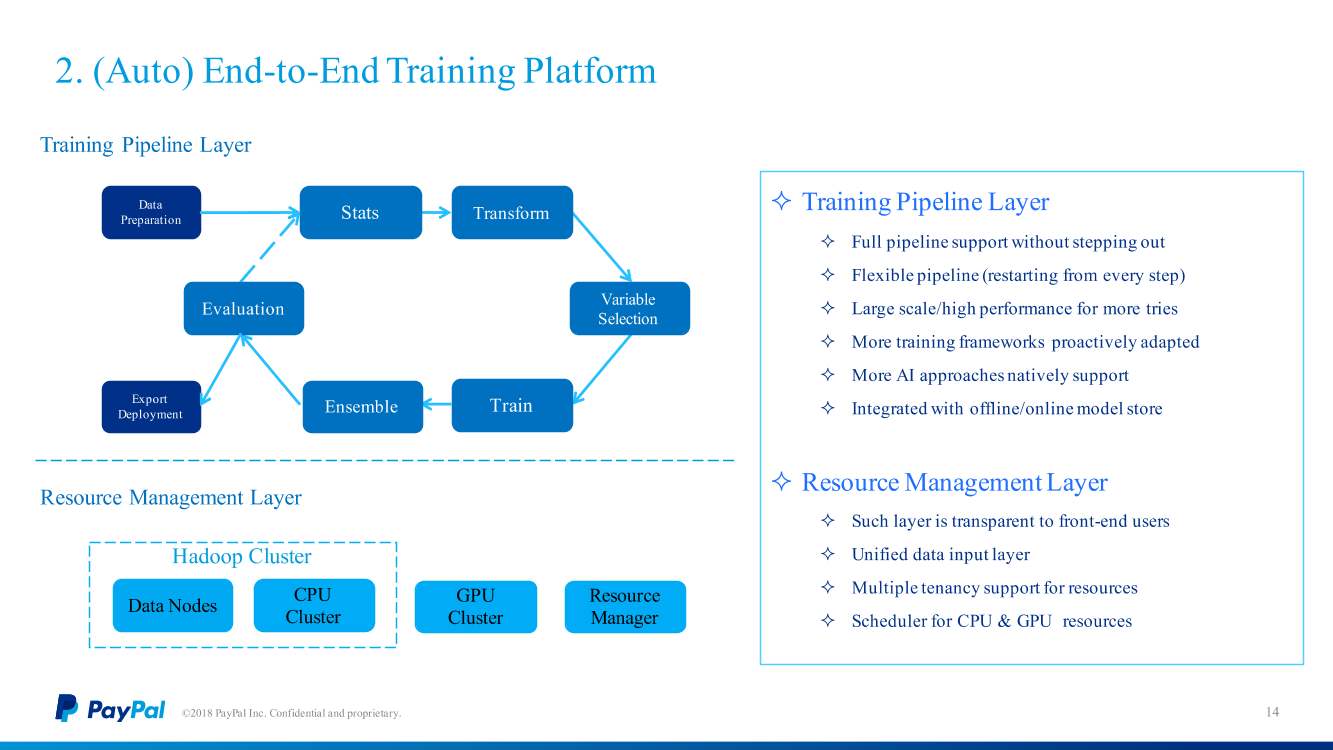 2. (Auto) End-to-End Training Platform
Training Pipeline Layer
Data
Preparation
Stats
Transform
Evaluation
Variable
Selection
Export
Deployment
Ensemble
Train
Resource Management Layer
Hadoop Cluster
Data Nodes
CPU
Cluster
GPU
Cluster
Resource
Manager
✧ Training Pipeline Layer
✧ Full pipeline support without stepping out
✧ Flexible pipeline (restarting from every step)
✧ Large scale/high performance for more tries
✧ More training frameworks proactively adapted
✧ More AI approaches natively support
✧ Integrated with offline/online model store
✧ Resource Management Layer
✧ Such layer is transparent to front-end users
✧ Unified data input layer
✧ Multiple tenancy support for resources
✧ Scheduler for CPU & GPU resources
PayPal
©2018 PayPal Inc. Confidential and proprietary.
14